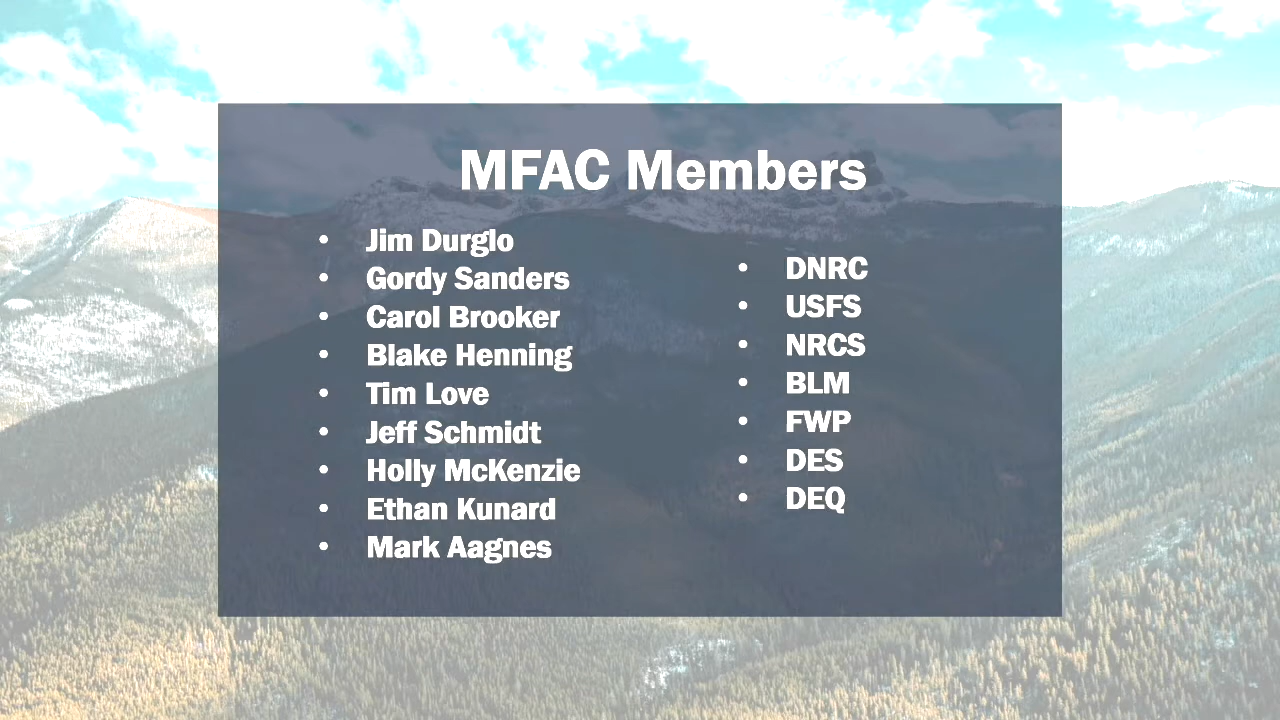 MFAC Members
• Jim Durglo
• Gordy Sanders
• Carol Brooker
• Blake Henning
• Tim Love
• Jeff Schmidt
• Holly McKenzie
• Ethan Kunard
• Mark Aagnes
• DNRC
• USFS
• NRCS
• BLM
• FWP
• DES
• DEQ